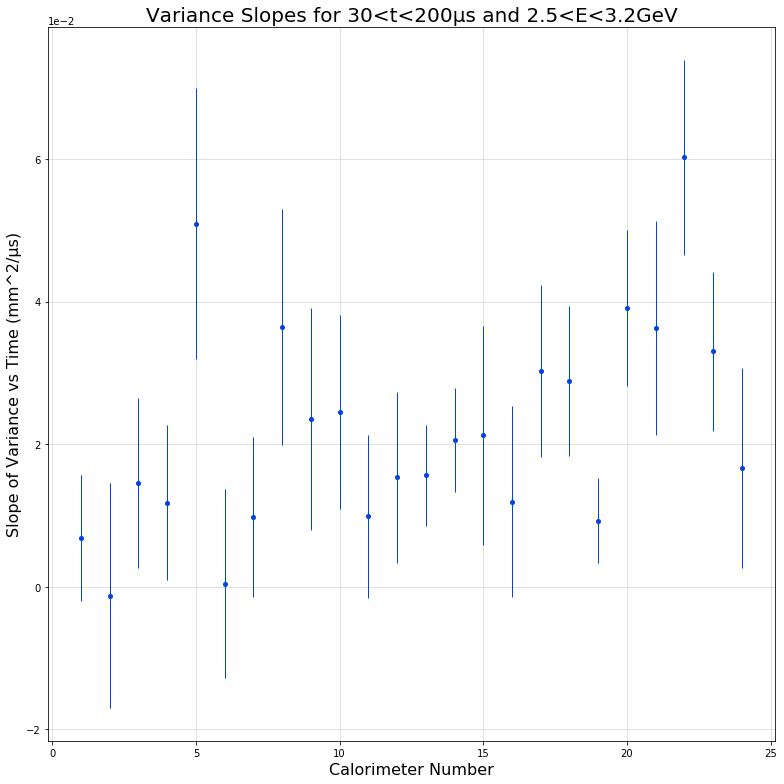 Variance Slopes for 30<t<200μs and 2.5<E<3.2GeV
1e−2
6
4
2
0
−2
Slope of Variance vs Time (mm^2/μs)
0 5 10 15 20 25
Calorimeter Number